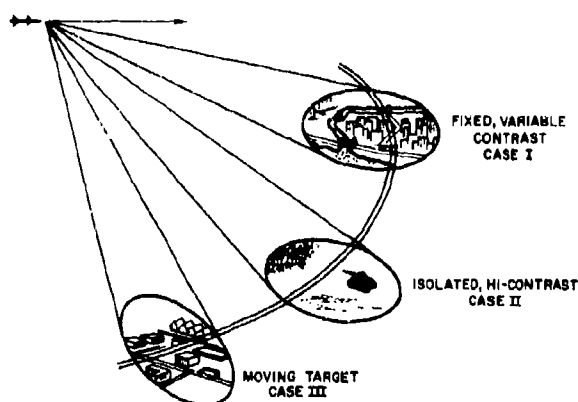 FIXED, VARIABLE
CONTRAST
CASE I
ISOLATED, HI-CONTRAST
CASE II
MOVING TARGET
CASE III